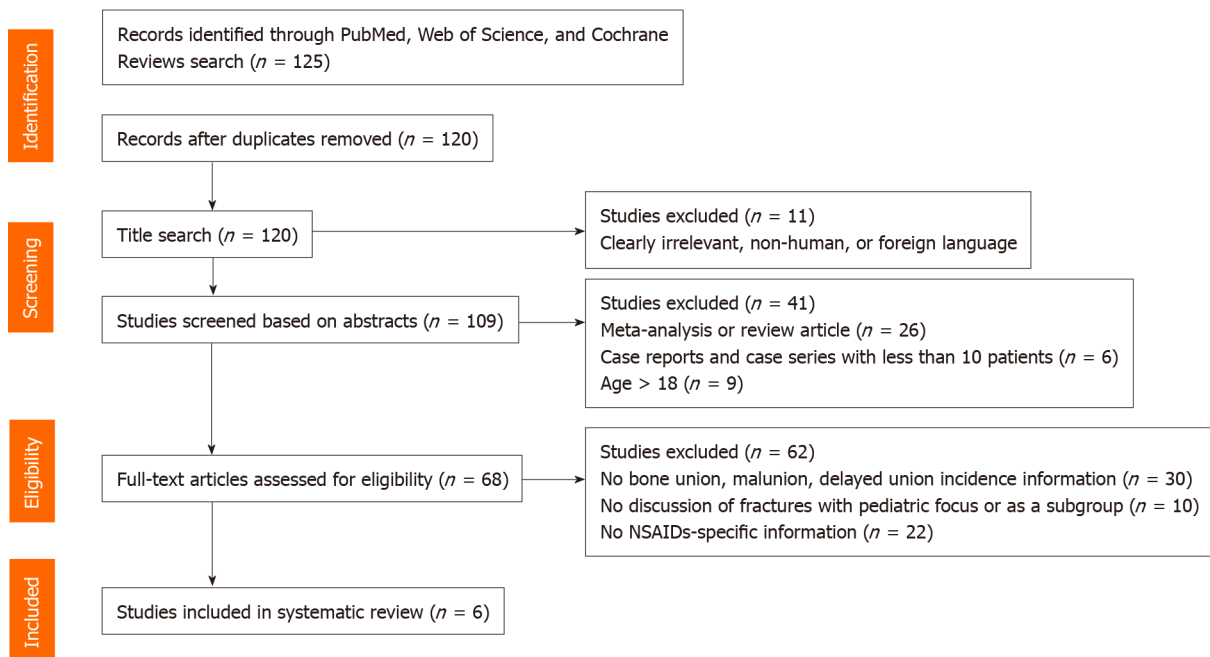 Identification
Records identified through PubMed, Web of Science, and Cochrane
Reviews search (n = 125)
Records after duplicates removed (n = 120)
Screening
Title search (n = 120)
Studies excluded (n = 11)
Clearly irrelevant, non-human, or foreign language
Studies screened based on abstracts (n = 109)
Studies excluded (n = 41)
Meta-analysis or review article (n = 26)
Case reports and case series with less than 10 patients (n = 6)
Age > 18 (n = 9)
Eligibility
Full-text articles assessed for eligibility (n = 68)
Studies excluded (n = 62)
No bone union, malunion, delayed union incidence information (n = 30)
No discussion of fractures with pediatric focus or as a subgroup (n = 10)
No NSAIDs-specific information (n = 22)
Included
Studies included in systematic review (n = 6)